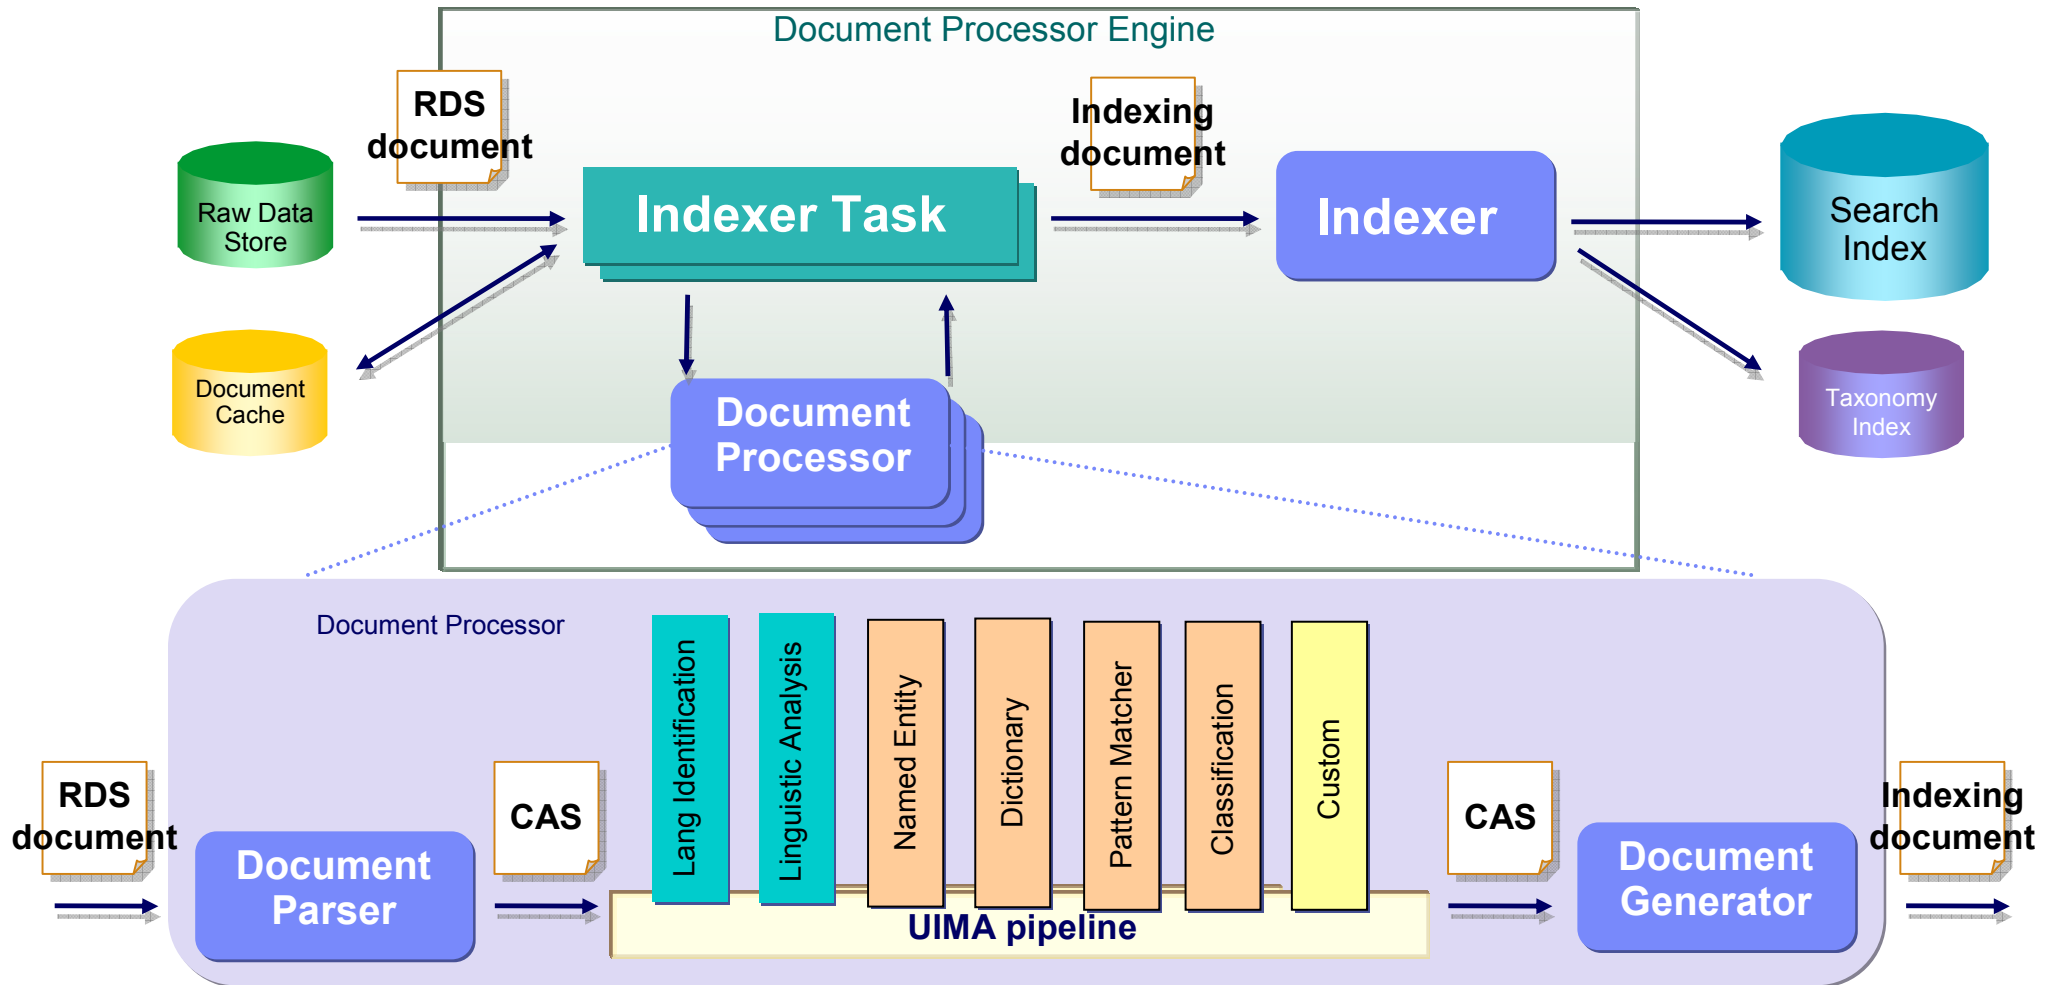 Document Processor Engine
RDS
document
Indexing
document
Raw Data
Store
Indexer Task
Indexer
Search
Index
Document
Cache
Document
Processor
Taxonomy
Index
Document Processor
Lang Identification
Linguistic Analysis
Named Entity
Dictionary
Pattern Matcher
Classification
Custom
RDS
document
CAS
CAS
Indexing
document
Document
Parser
Document
Generator
UIMA pipeline